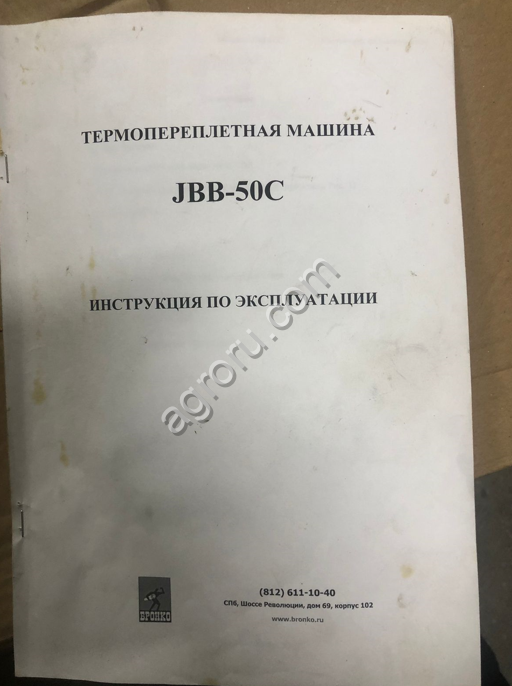 ТЕРМОПЕРЕПЛЕТНАЯ МАШИНА
JBB-50C
ИНСТРУКЦИЯ ПО ЭКСПЛУАТАЦИИ
agroru.com
БРОНКО
(812) 611-10-40
СПб, Шоссе Революции, дом 69, корпус 102
www.bronko.ru